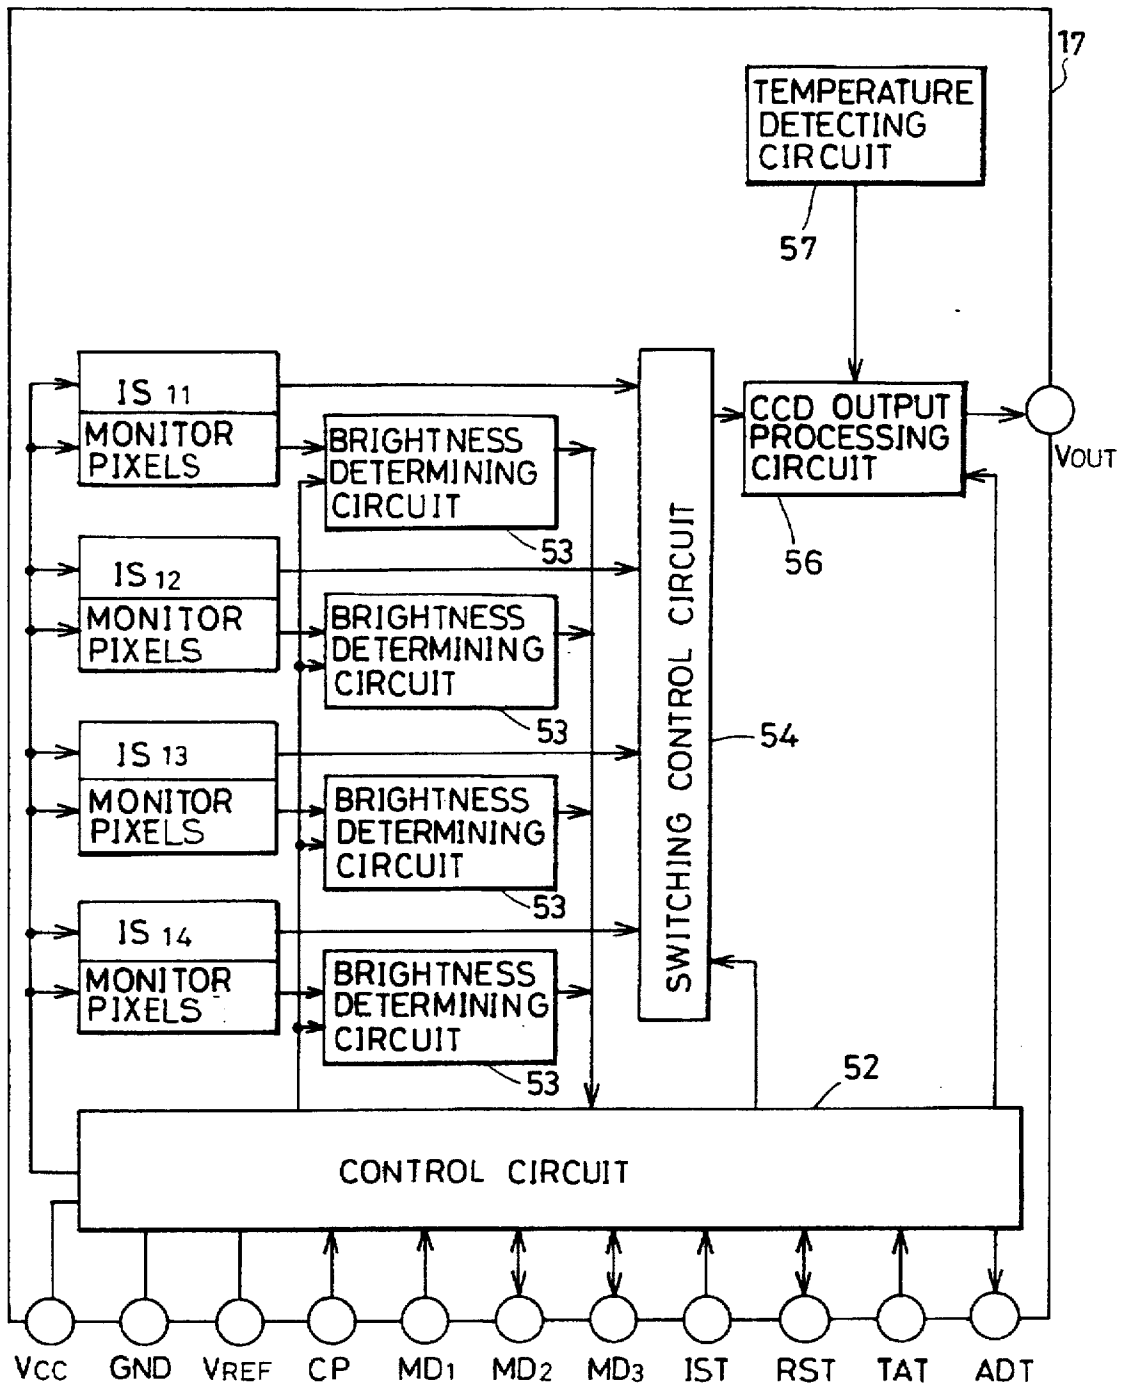 17
TEMPERATURE
DETECTING
CIRCUIT
57
IS 11
MONITOR
PIXELS
BRIGHTNESS
DETERMINING
CIRCUIT
53
CCD OUTPUT
PROCESSING
CIRCUIT
56
VOUT
IS 12
MONITOR
PIXELS
BRIGHTNESS
DETERMINING
CIRCUIT
53
SWITCHING CONTROL CIRCUIT
54
IS 13
MONITOR
PIXELS
BRIGHTNESS
DETERMINING
CIRCUIT
53
IS 14
MONITOR
PIXELS
BRIGHTNESS
DETERMINING
CIRCUIT
53
52
CONTROL CIRCUIT
VCC GND VREF CP MD1 MD2 MD3 IST RST TAT ADT